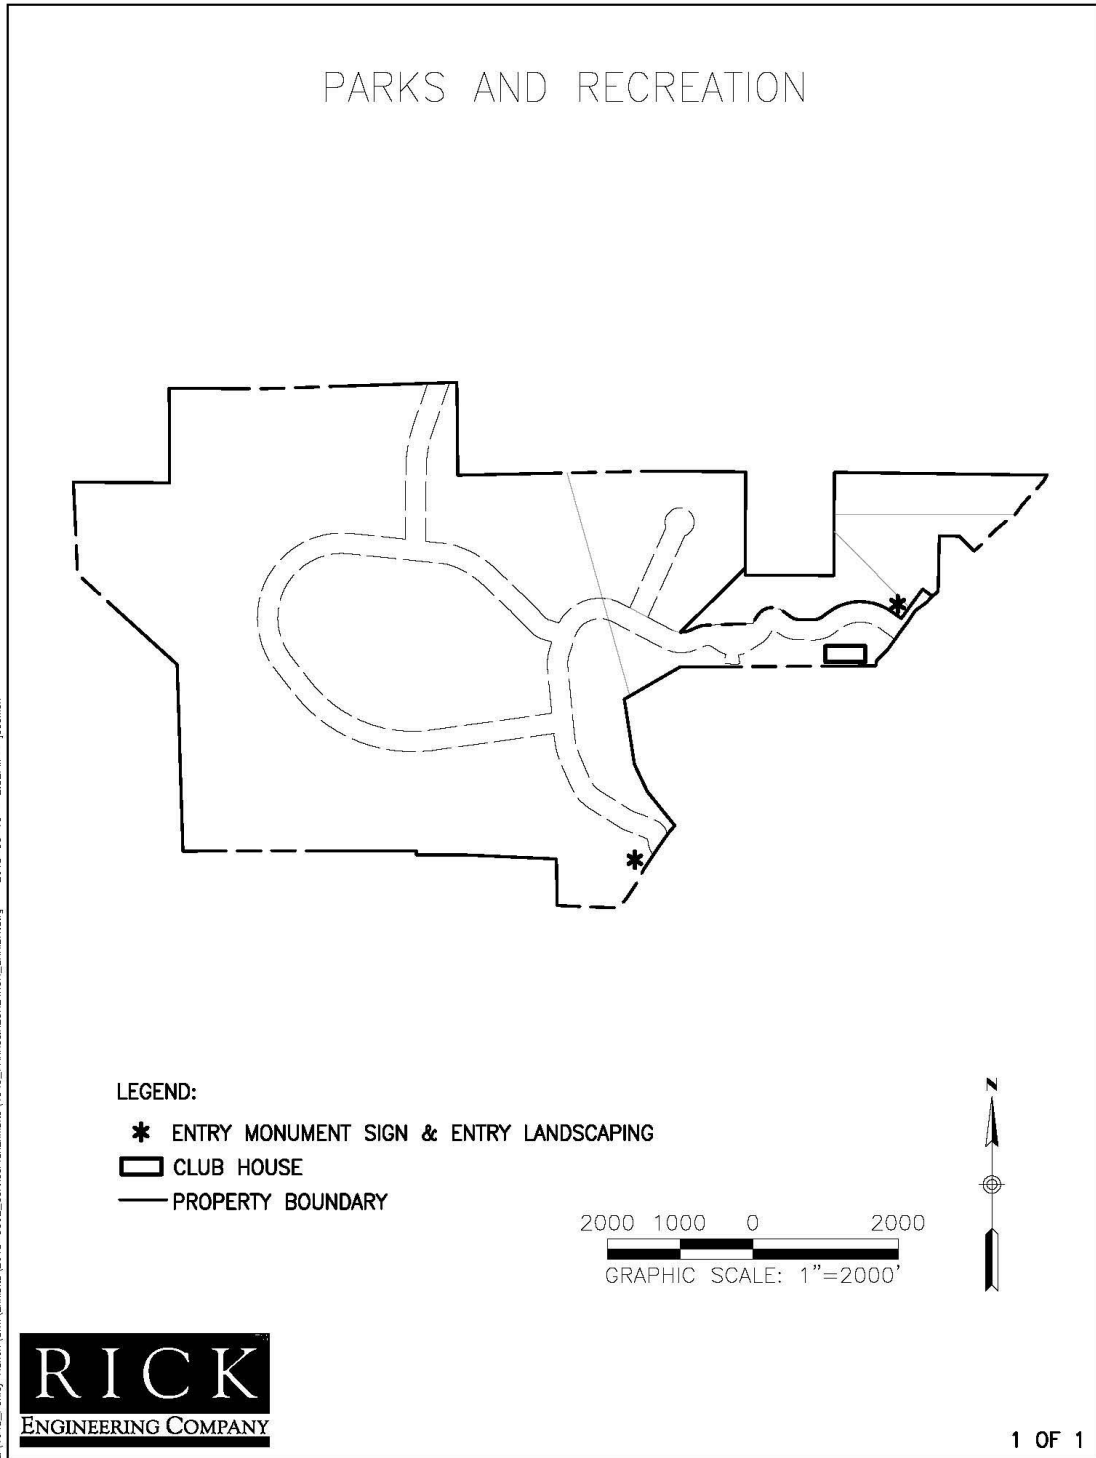 PARKS AND RECREATION
LEGEND:
* ENTRY MONUMENT SIGN & ENTRY LANDSCAPING
CLUB HOUSE
PROPERTY BOUNDARY
N
2000 1000 0 2000
GRAPHIC SCALE: 1"=2000'
RICK
ENGINEERING COMPANY
1 OF 1